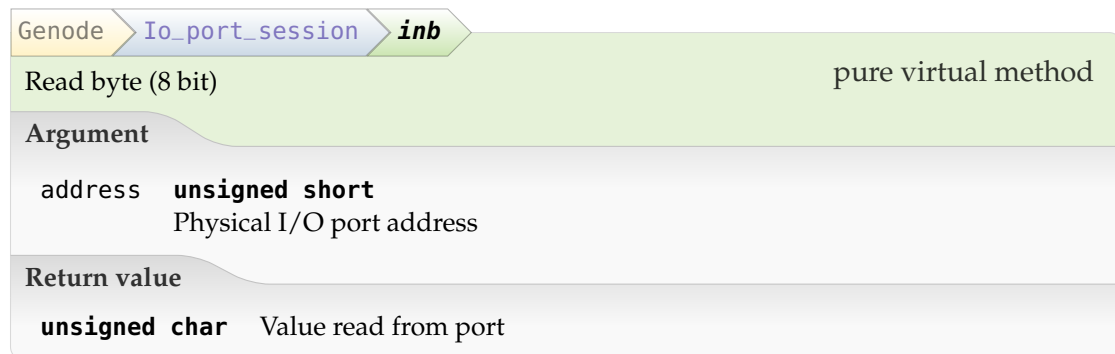 Genode Io_port_session inb
Read byte (8 bit) pure virtual method
Argument
address unsigned short
Physical I/O port address
Return value
unsigned char Value read from port